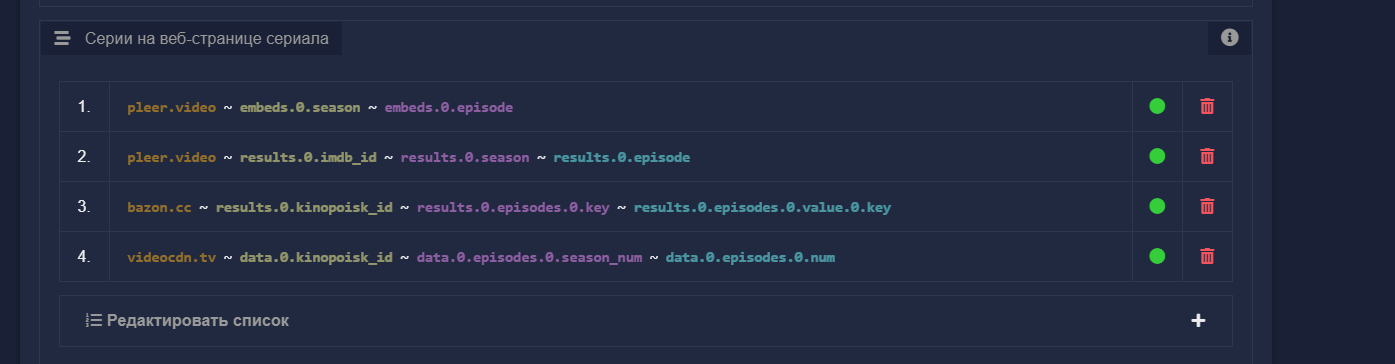 Серии на веб-странице сериала
1. pleer.video ~ embeds.0.season ~ embeds.0.episode
2. pleer.video ~ results.0.imdb_id ~ results.0.season ~ results.0.episode
3. bazon.cc ~ results.0.kinopoisk_id ~ results.0.episodes.0.key ~ results.0.episodes.0.value.0.key
4. videocdn.tv ~ data.0.kinopoisk_id ~ data.0.episodes.0.season_num ~ data.0.episodes.0.num
Редактировать список